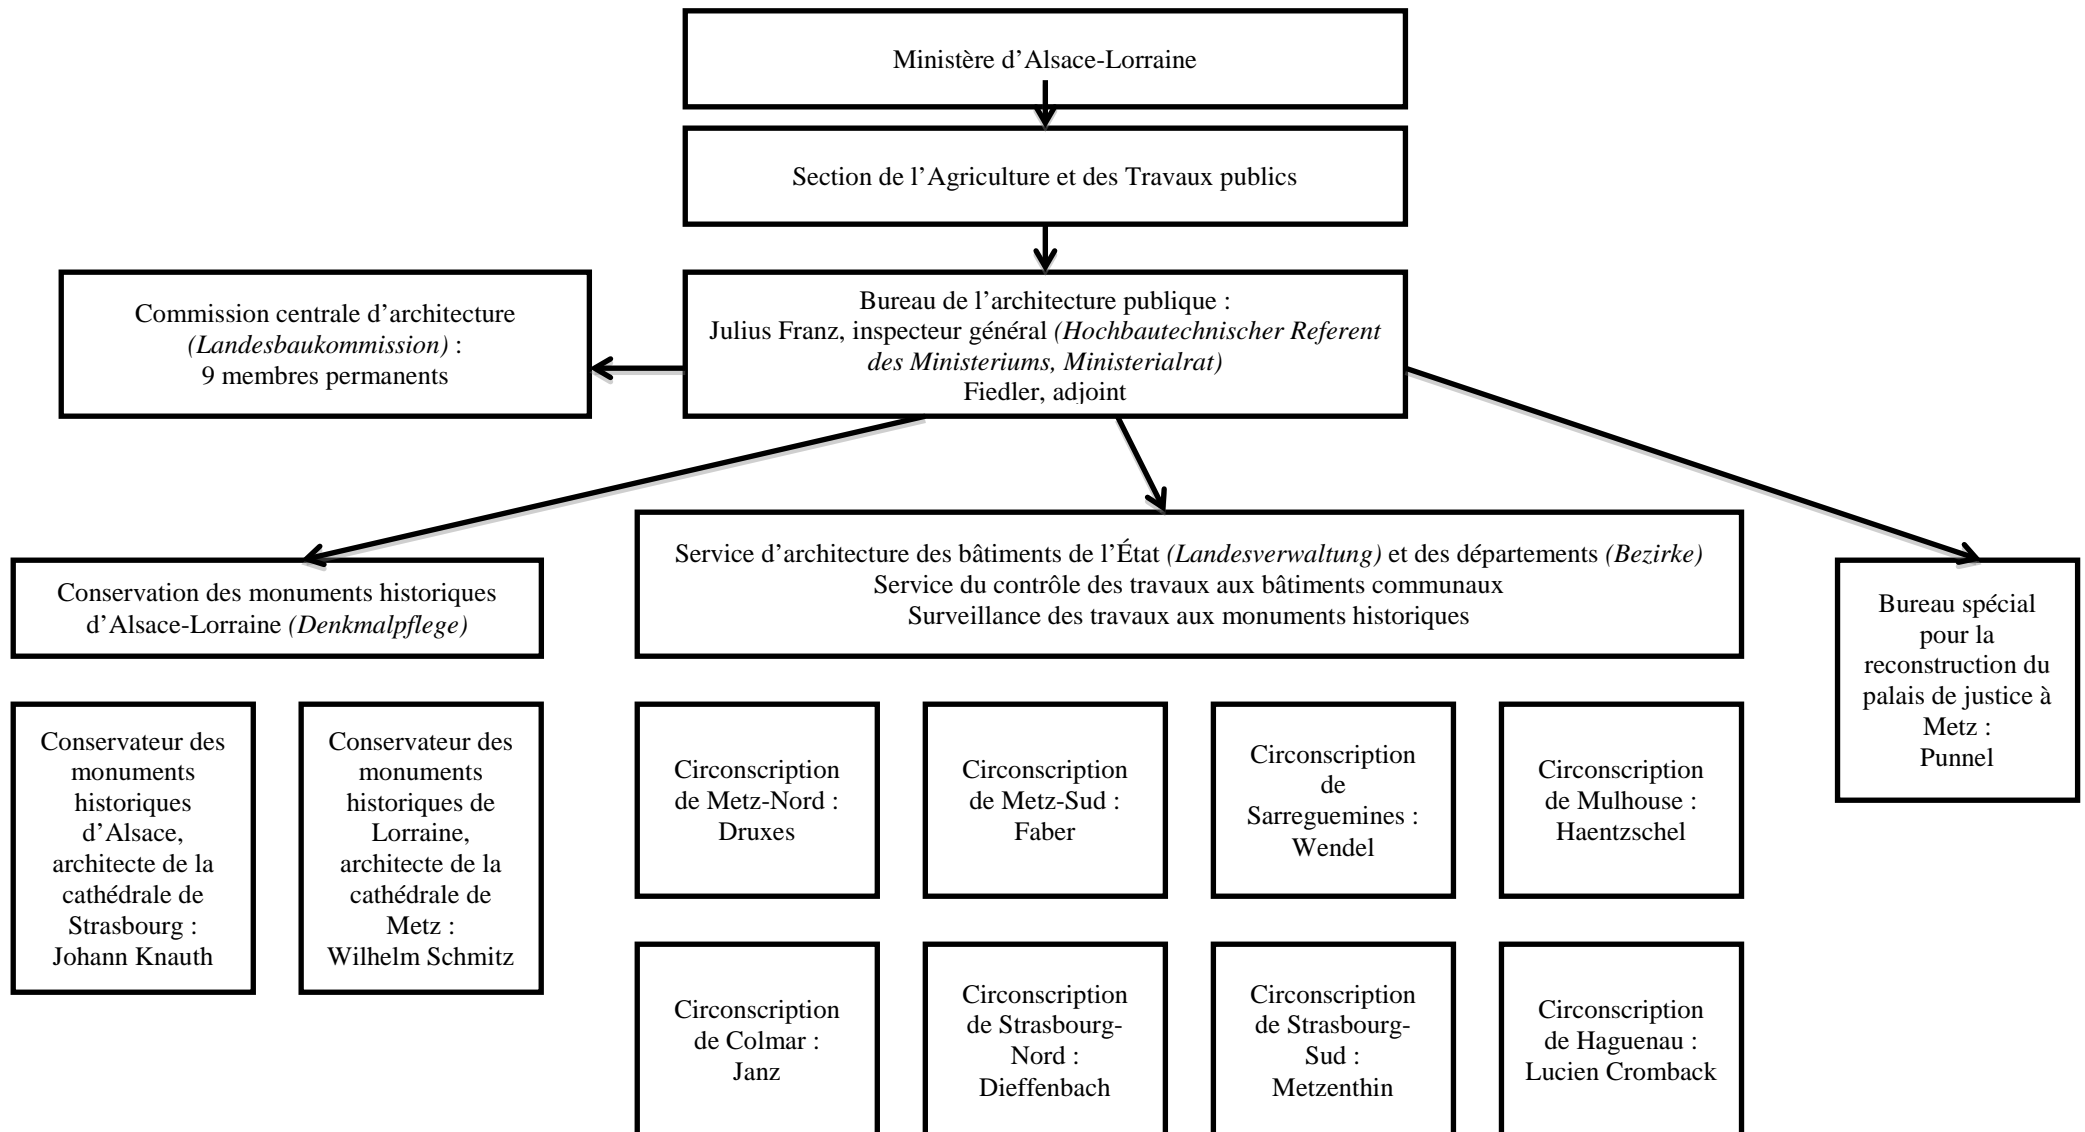 Ministère d’Alsace-Lorraine
Section de l’Agriculture et des Travaux publics
Commission centrale d’architecture
(Landesbaukommission) :
9 membres permanents
Bureau de l’architecture publique :
Julius Franz, inspecteur général (Hochbautechnischer Referent
des Ministeriums, Ministerialrat)
Fiedler, adjoint
Conservation des monuments historiques
d’Alsace-Lorraine (Denkmalpflege)
Service d’architecture des bâtiments de l’État (Landesverwaltung) et des départements (Bezirke)
Service du contrôle des travaux aux bâtiments communaux
Surveillance des travaux aux monuments historiques
Bureau spécial
pour la
reconstruction du
palais de justice à
Metz :
Punnel
Conservateur des
monuments
historiques
d’Alsace,
architecte de la
cathédrale de
Strasbourg :
Johann Knauth
Conservateur des
monuments
historiques de
Lorraine,
architecte de la
cathédrale de
Metz :
Wilhelm Schmitz
Circonscription
de Metz-Nord :
Druxes
Circonscription
de Metz-Sud :
Faber
Circonscription
de
Sarreguemines :
Wendel
Circonscription
de Mulhouse :
Haentzschel
Circonscription
de Colmar :
Janz
Circonscription
de Strasbourg-
Nord :
Dieffenbach
Circonscription
de Strasbourg-
Sud :
Metzenthin
Circonscription
de Haguenau :
Lucien Cromback